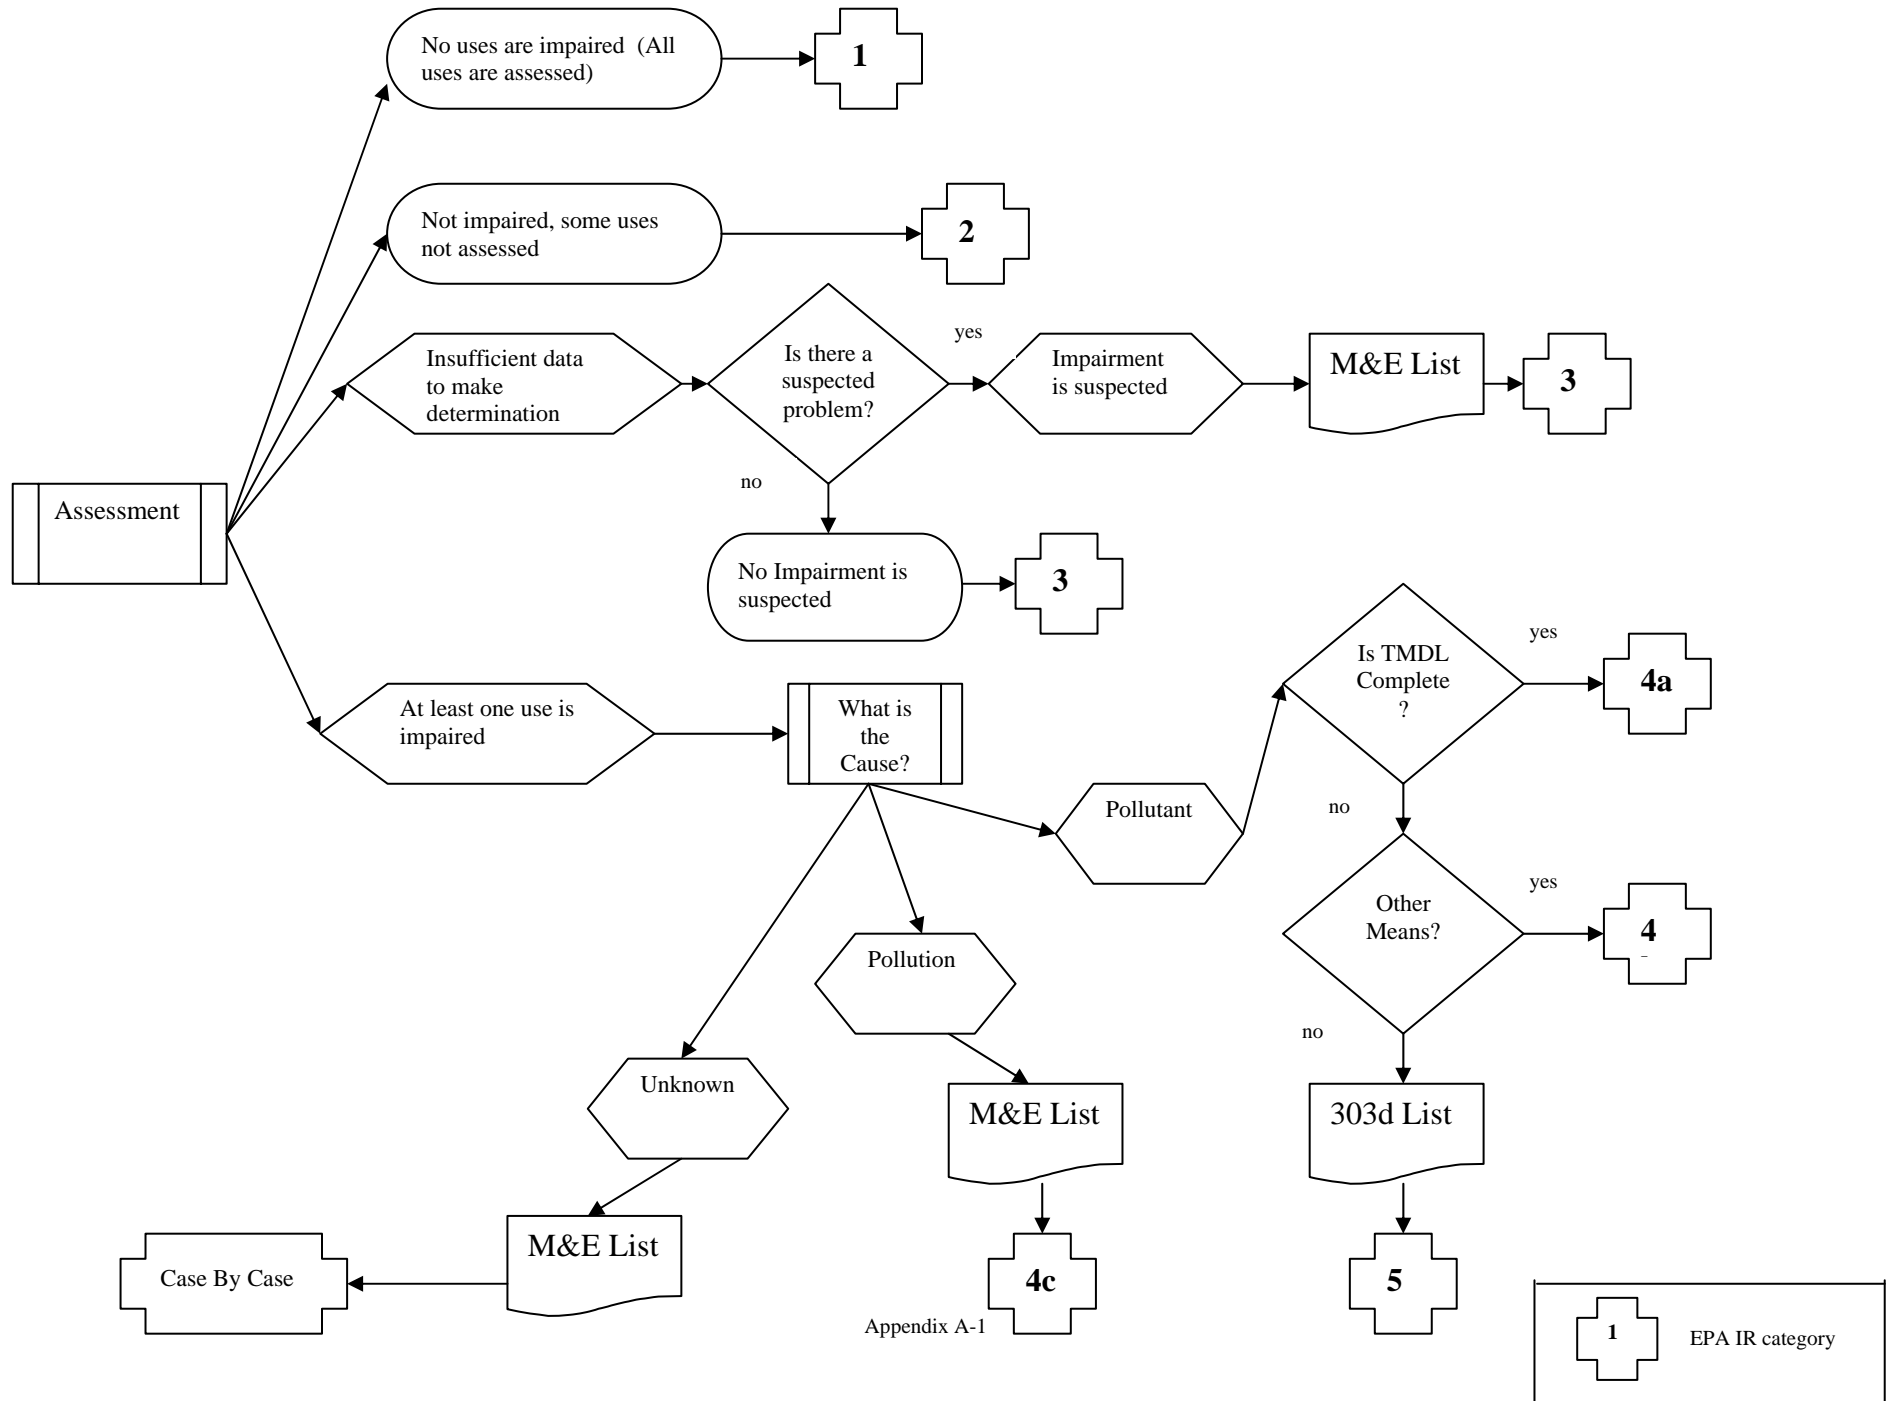 No uses are impaired (All
uses are assessed)
1
Not impaired, some uses
not assessed
2
Insufficient data
to make
determination
Is there a
suspected
problem?
yes
Impairment
is suspected
M&E List
3
no
Assessment
No Impairment is
suspected
3
At least one use is
impaired
What is
the
Cause?
Pollutant
Is TMDL
Complete
?
yes
4a
no
Other
Means?
yes
4
no
Pollution
Unknown
M&E List
303d List
M&E List
Case By Case
4c
5
Appendix A-1
1
EPA IR category